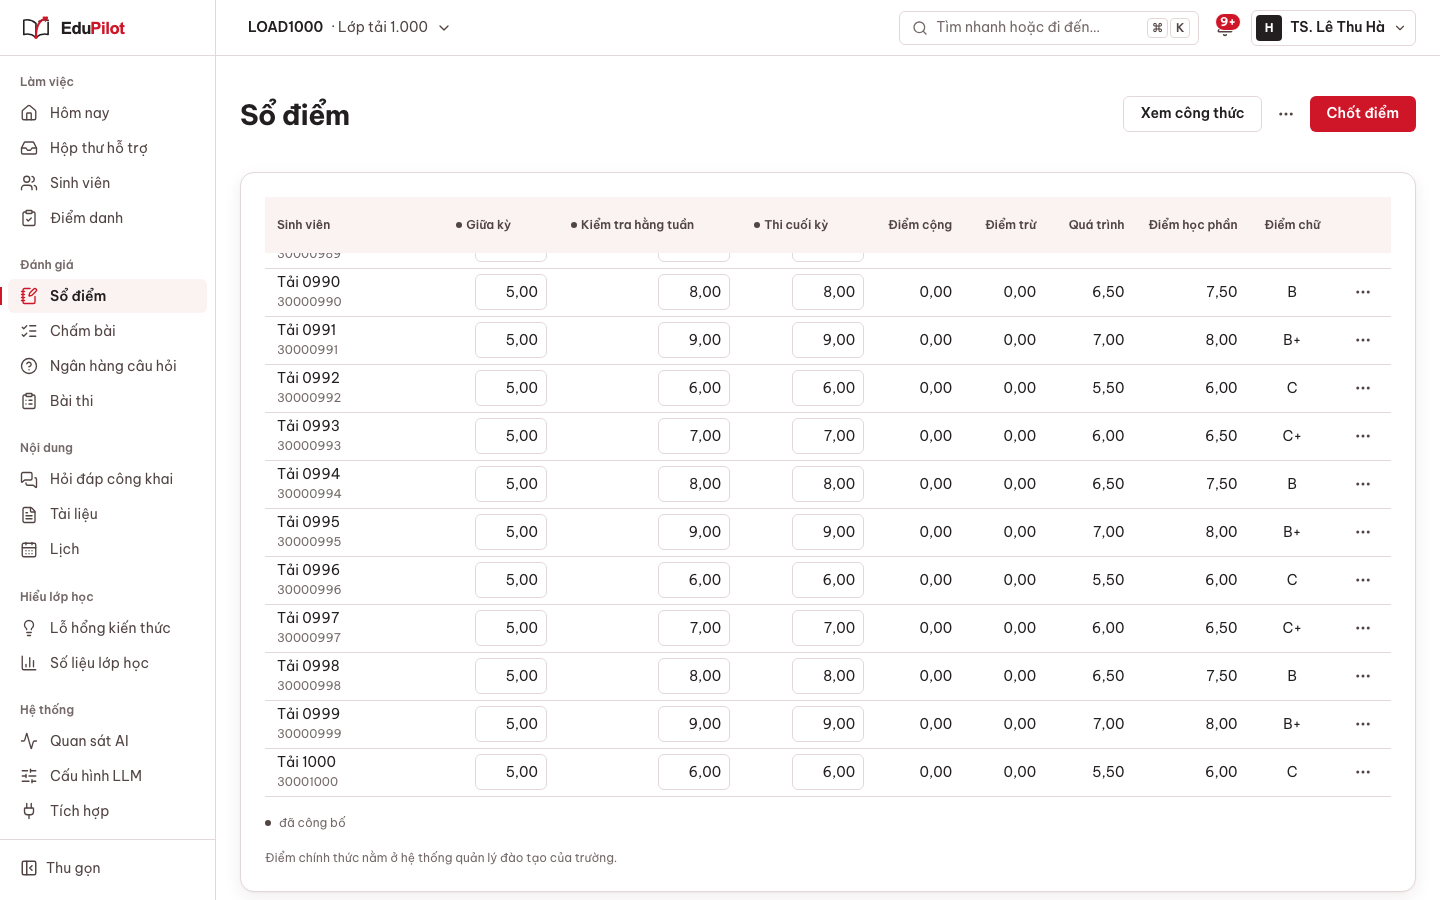 EduPilot
LOAD1000 · Lớp tải 1.000
Tìm nhanh hoặc đi đến...
⌘ K
9+
H TS. Lê Thu Hà
Làm việc
Hôm nay
Hộp thư hỗ trợ
Sinh viên
Điểm danh
Đánh giá
Sổ điểm
Chấm bài
Ngân hàng câu hỏi
Bài thi
Nội dung
Hỏi đáp công khai
Tài liệu
Lịch
Hiểu lớp học
Lỗ hổng kiến thức
Số liệu lớp học
Hệ thống
Quan sát AI
Cấu hình LLM
Tích hợp
Thu gọn
Sổ điểm
Xem công thức
Chốt điểm
Sinh viên Giữa kỳ Kiểm tra hằng tuần Thi cuối kỳ Điểm cộng Điểm trừ Quá trình Điểm học phần Điểm chữ
30000989
Tải 0990
30000990
5,00 8,00 8,00 0,00 0,00 6,50 7,50 B
Tải 0991
30000991
5,00 9,00 9,00 0,00 0,00 7,00 8,00 B+
Tải 0992
30000992
5,00 6,00 6,00 0,00 0,00 5,50 6,00 C
Tải 0993
30000993
5,00 7,00 7,00 0,00 0,00 6,00 6,50 C+
Tải 0994
30000994
5,00 8,00 8,00 0,00 0,00 6,50 7,50 B
Tải 0995
30000995
5,00 9,00 9,00 0,00 0,00 7,00 8,00 B+
Tải 0996
30000996
5,00 6,00 6,00 0,00 0,00 5,50 6,00 C
Tải 0997
30000997
5,00 7,00 7,00 0,00 0,00 6,00 6,50 C+
Tải 0998
30000998
5,00 8,00 8,00 0,00 0,00 6,50 7,50 B
Tải 0999
30000999
5,00 9,00 9,00 0,00 0,00 7,00 8,00 B+
Tải 1000
30001000
5,00 6,00 6,00 0,00 0,00 5,50 6,00 C
đã công bố
Điểm chính thức nằm ở hệ thống quản lý đào tạo của trường.